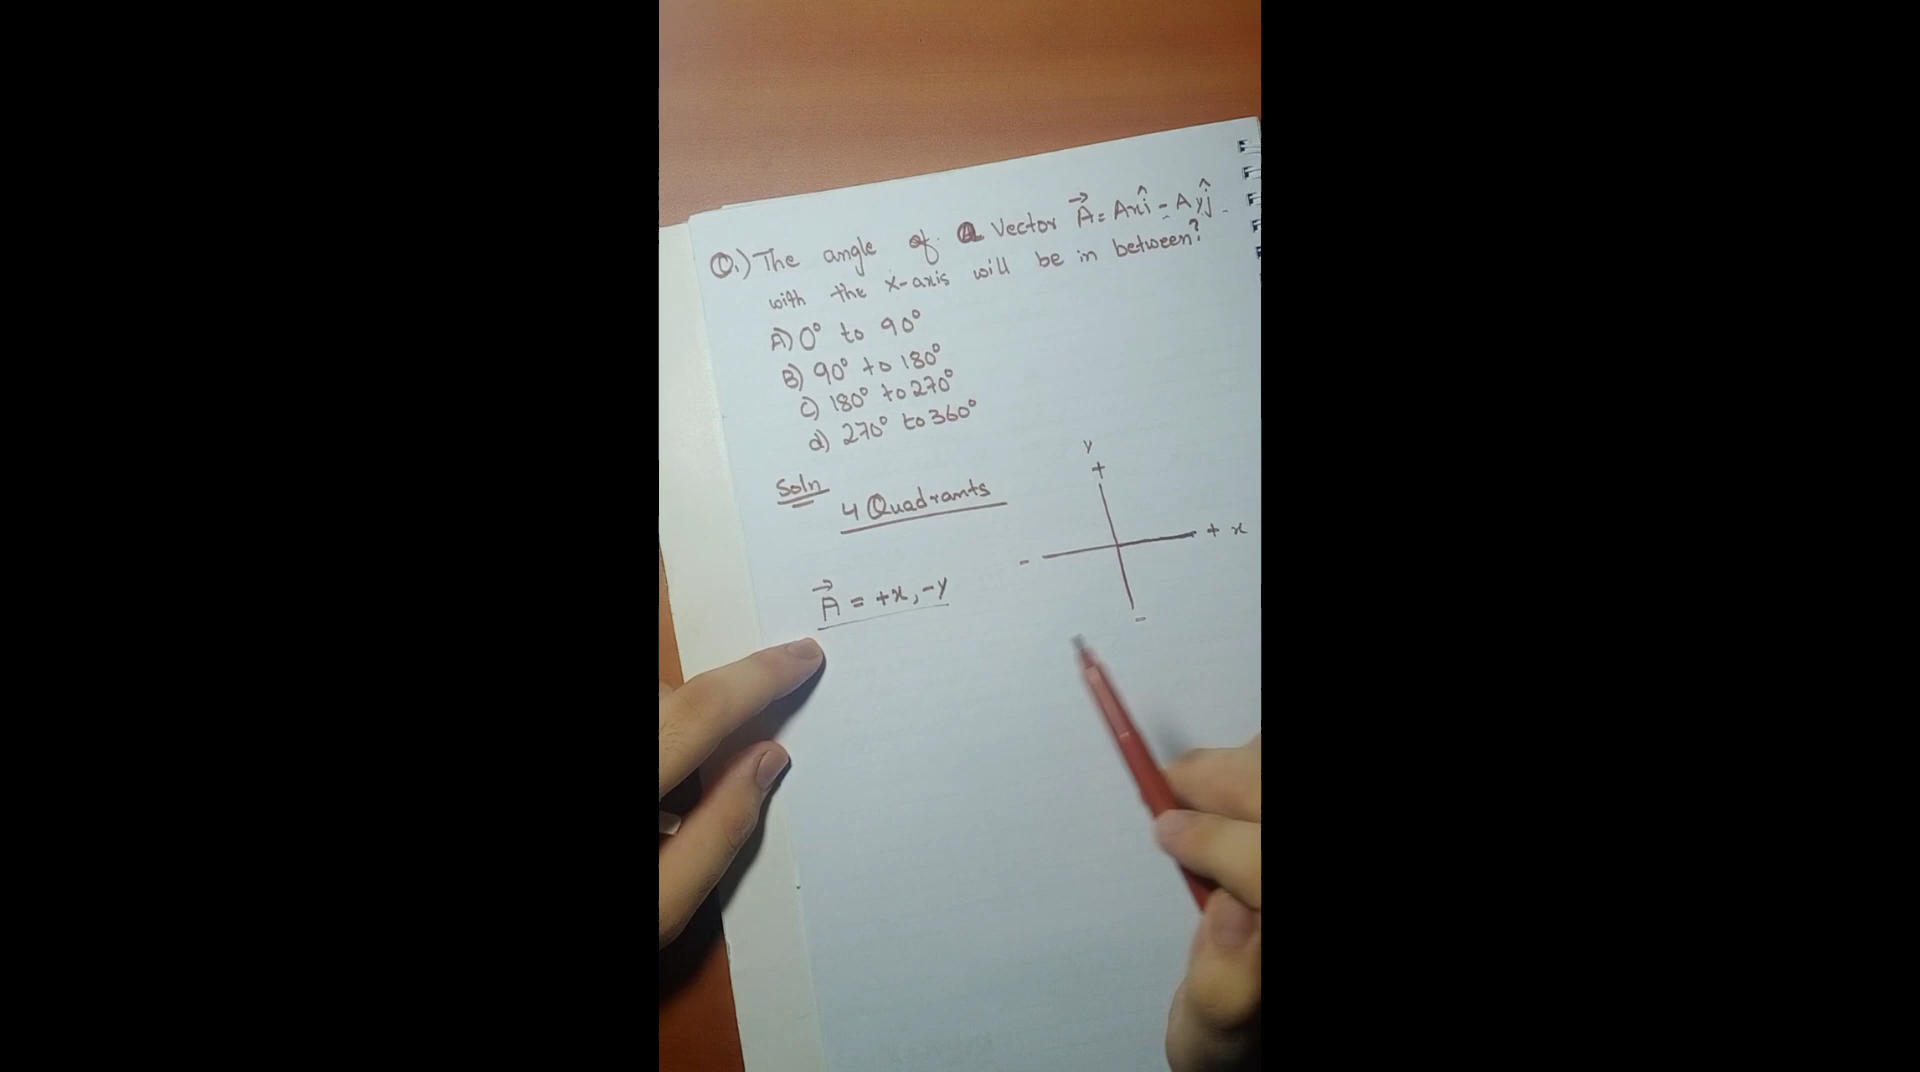 Q.) The angle of a Vector A⃗ = Axî - Ayĵ
with the x-axis will be in between?
A) 0° to 90°
B) 90° to 180°
c) 180° to 270°
d) 270° to 360°
Soln
4 Quadrants
y
+
+ x
-
-
A⃗ = +x, -y